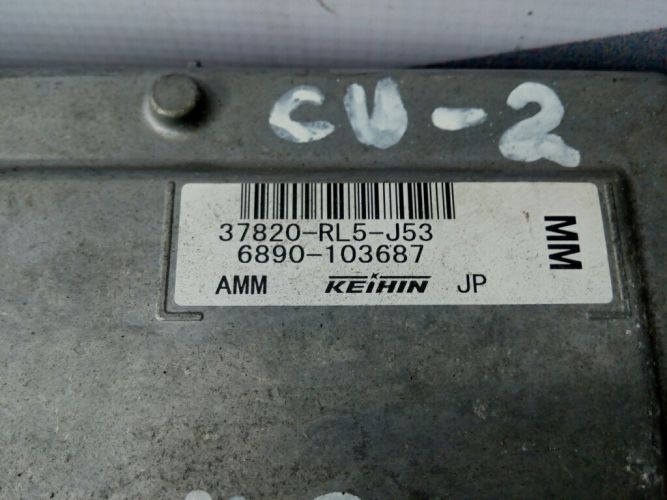 CU-2
37820-RL5-J53
6890-103687
AMM KEIHIN JP
MM